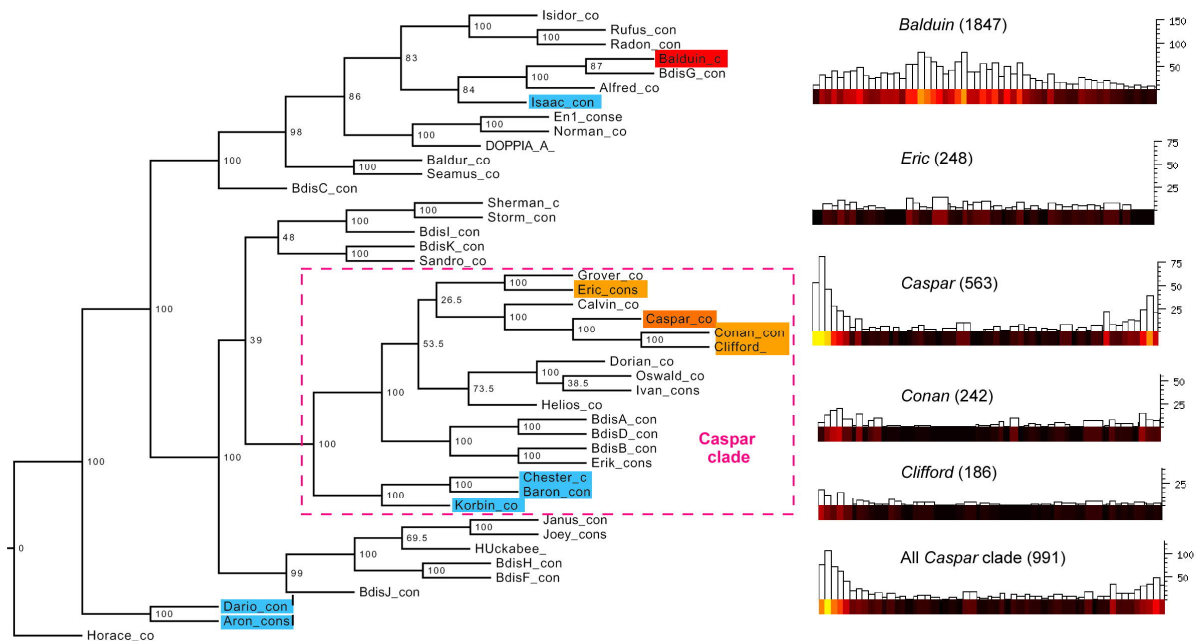 Isidor_co
Rufus_con
100
Radon_con
100
83
Balduin_c
87
BdisG_con
100
Alfred_co
84
Isaac_con
86
En1_conse
100
Norman_co
100
DOPPIA_A_
98
Baldur_co
100
Seamus_co
100
BdisC_con
Sherman_c
100
Storm_con
100
BdisI_con
48
BdisK_con
100
Sandro_co
Grover_co
100
Eric_cons
26.5
Calvin_co
100
Caspar_co
100
Conan_con
100
Clifford_
100
39
53.5
Dorian_co
100
Oswald_co
38.5
Ivan_cons
73.5
Helios_co
100
BdisA_con
100
BdisD_con
100
BdisB_con
100
Erik_cons
100
Caspar
clade
Chester_c
100
Baron_con
100
Korbin_co
100
100
Janus_con
100
Joey_cons
69.5
HUckabee_
100
BdisH_con
100
BdisF_con
99
BdisJ_con
0
Dario_con
100
Aron_cons
Horace_co
Balduin (1847)
150
100
50
Eric (248)
75
50
25
Caspar (563)
75
50
25
Conan (242)
50
25
Clifford (186)
25
All Caspar clade (991)
100
50